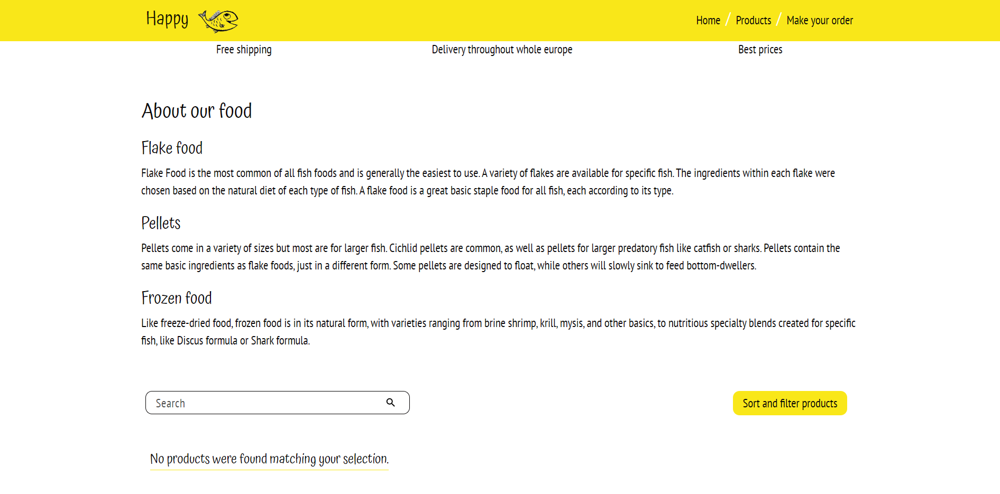 Happy
Home / Products / Make your order
Free shipping
Delivery throughout whole europe
Best prices
About our food
Flake food
Flake Food is the most common of all fish foods and is generally the easiest to use. A variety of flakes are available for specific fish. The ingredients within each flake were
chosen based on the natural diet of each type of fish. A flake food is a great basic staple food for all fish, each according to its type.
Pellets
Pellets come in a variety of sizes but most are for larger fish. Cichlid pellets are common, as well as pellets for larger predatory fish like catfish or sharks. Pellets contain the
same basic ingredients as flake foods, just in a different form. Some pellets are designed to float, while others will slowly sink to feed bottom-dwellers.
Frozen food
Like freeze-dried food, frozen food is in its natural form, with varieties ranging from brine shrimp, krill, mysis, and other basics, to nutritious specialty blends created for specific
fish, like Discus formula or Shark formula.
Search
Sort and filter products
No products were found matching your selection.